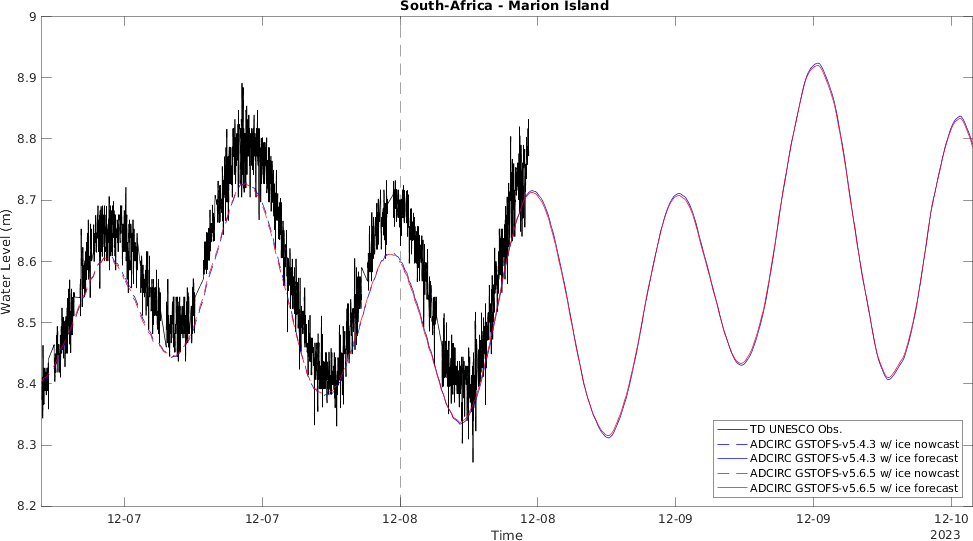 South-Africa - Marion Island
9
8.9
8.8
8.7
8.6
8.5
8.4
8.3
8.2
Water Level (m)
12-07
12-07
12-08
12-08
12-09
12-09
12-10
2023
Time
TD UNESCO Obs.
ADCIRC GSTOFS-v5.4.3 w/ ice nowcast
ADCIRC GSTOFS-v5.4.3 w/ ice forecast
ADCIRC GSTOFS-v5.6.5 w/ ice nowcast
ADCIRC GSTOFS-v5.6.5 w/ ice forecast